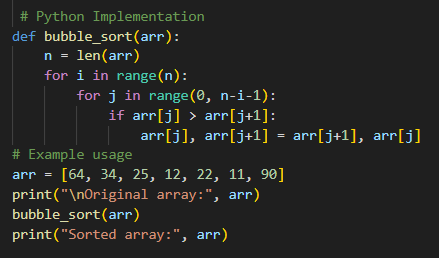 # Python Implementation
def bubble_sort(arr):
    n = len(arr)
    for i in range(n):
        for j in range(0, n-i-1):
            if arr[j] > arr[j+1]:
                arr[j], arr[j+1] = arr[j+1], arr[j]
# Example usage
arr = [64, 34, 25, 12, 22, 11, 90]
print("\nOriginal array:", arr)
bubble_sort(arr)
print("Sorted array:", arr)